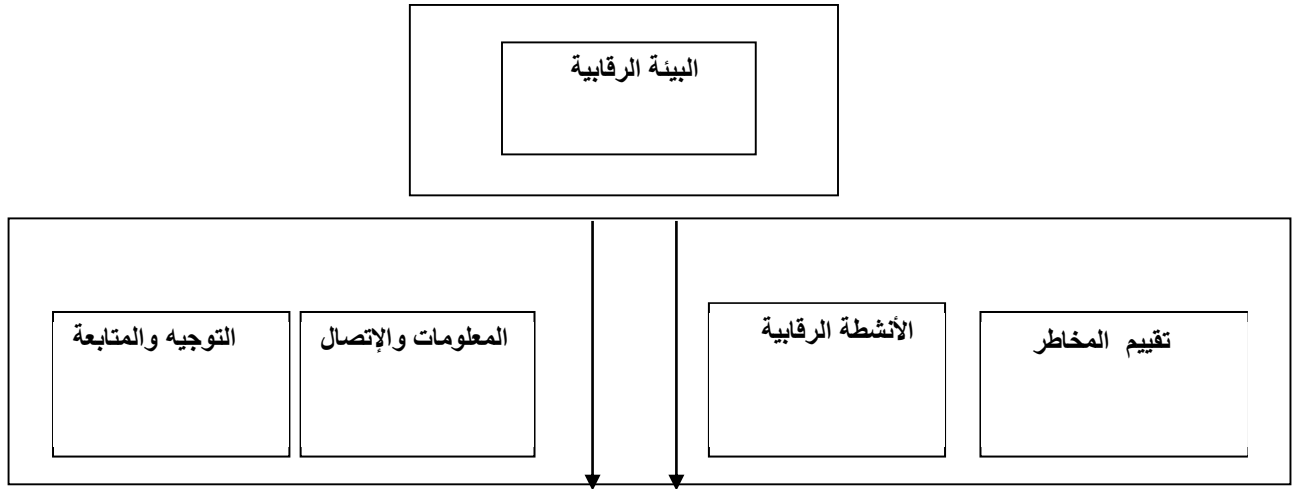 البيئة الرقابية
تقييم المخاطر
الأنشطة الرقابية
المعلومات والإتصال
التوجيه والمتابعة